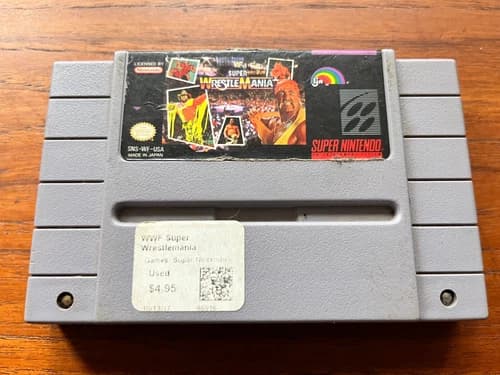 LICENSED BY
Nintendo
SUPER
WRESTLEMANIA
LJN
SNS-WF-USA
MADE IN JAPAN
SUPER NINTENDO
WWF Super
Wrestlemania
Games: Super Nintendo
Used
$4.95